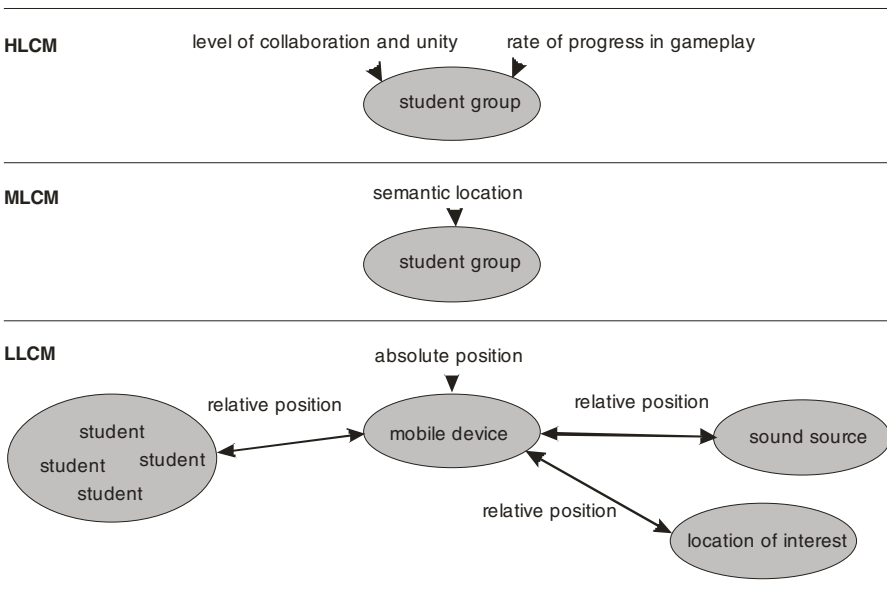 HLCM
level of collaboration and unity
rate of progress in gameplay
student group
MLCM
semantic location
student group
LLCM
absolute position
relative position
relative position
mobile device
sound source
student
student
student
student
relative position
location of interest